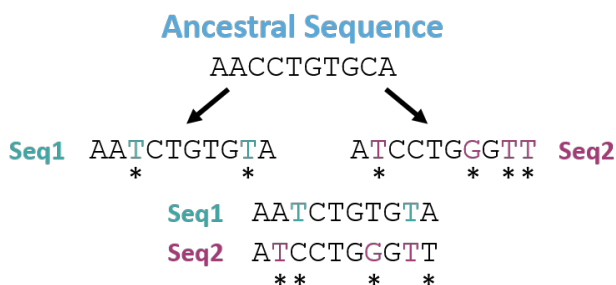 Ancestral Sequence
AACCTGTGCA
Seq1 AATCTGTGTA ATCCTGGGTT Seq2
* * * * * *
Seq1 AATCTGTGTA
Seq2 ATCCTGGGTT
* * * *